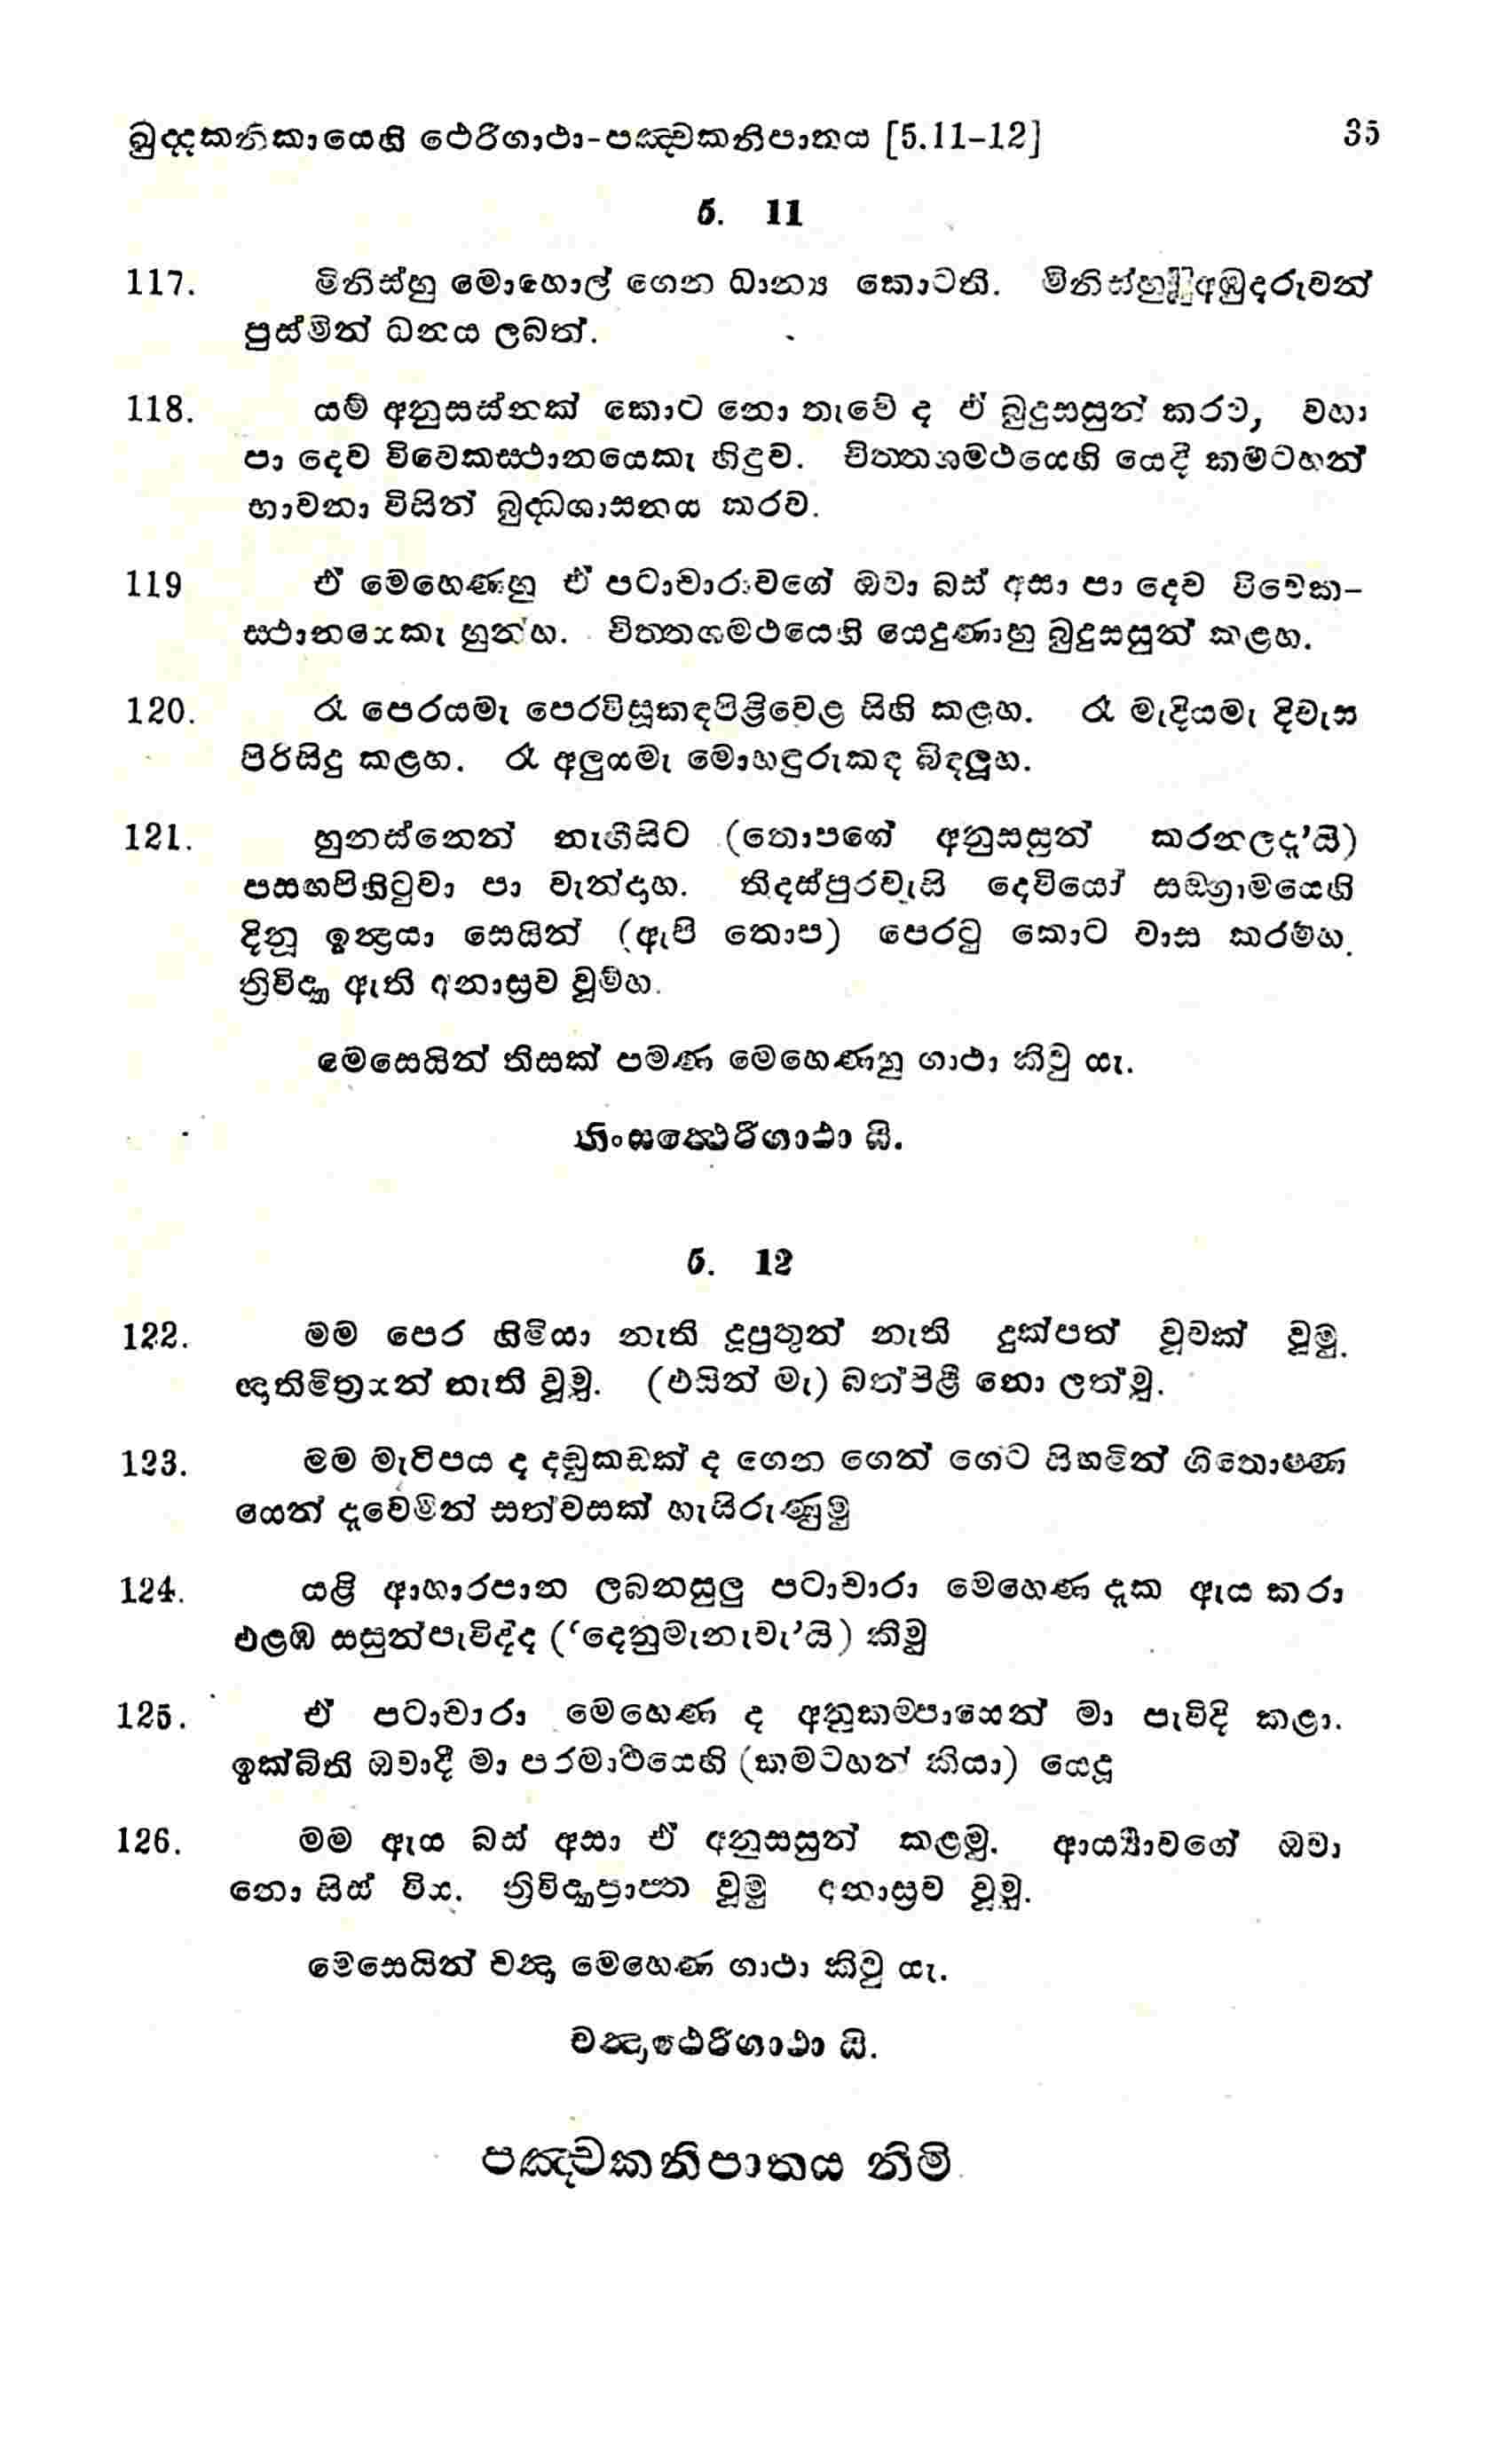 ඛුද්දකනිකායෙහි ථේරීගාථා-පඤ්චකනිපාතය [5.11-12] 35
5. 11
117. මිනිස්හු මොහොල් ගෙන ධාන්‍ය කොටති. මිනිස්හු අඹුදරුවන්
පුස්මින් ධනය ලබත්.
118. යම් අනුසස්නක් කොට නො තැවේ ද ඒ බුදුසසුන් කරව, වහා
පා දෙව විවෙකස්ථානයෙකැ හිදුව. චිත්තශමථයෙහි යෙදී කමටහන්
භාවනා විසින් බුද්ධශාසනය කරව.
119 ඒ මෙහෙණහු ඒ පටාචාරාවගේ ඔවා බස් අසා පා දෙව විවෙක-
ස්ථානයෙකැ හුන්හ. චිත්තශමථයෙහි යෙදුණාහු බුදුසසුන් කළහ.
120. රෑ පෙරයමැ පෙරවිසූකඳපිළිවෙළ සිහි කළහ. රෑ මැදියමැ දිවැස
පිරිසිදු කළහ. රෑ අලුයමැ මොහඳුරුකඳ බිඳලූහ.
121. හුනස්නෙන් නැගීසිට (තොපගේ අනුසසුන් කරනලදැ’යි)
පසඟපිහිටුවා පා වැන්දාහ. තිදස්පුරවැසි දෙවියෝ සඞ්ග්‍රාමයෙහි
දිනූ ඉන්‍ද්‍රයා සෙයින් (ඇපි තොප) පෙරටු කොට වාස කරම්හ.
ත්‍රිවිද්‍යා ඇති අනාස්‍රව වූම්හ.
මෙසෙයින් තිසක් පමණ මෙහෙණහු ගාථා කිවු යැ.
තිංසත්ථේරීගාථා යි.
5. 12
122. මම පෙර හිමියා නැති දූපුතුන් නැති දුක්පත් වූවක් වූමු.
ඥාතිමිත්‍රයන් නැති වූමු. (එයින් මැ) බත්පිළී නො ලත්මු.
123. මම මැටිපය ද දඬුකඩක් ද ගෙන ගෙන් ගෙට සිඟමින් ශීතොෂ්ණ
යෙන් දැවෙමින් සත්වසක් හැසිරුණුමු
124. යළි ආහාරපාන ලබනසුලු පටාචාරා මෙහෙණ දැක ඇය කරා
එළඹ සසුන්පැවිද්ද (‘දෙනුමැනැවැ’යි) කීමු
125. ඒ පටාචාරා මෙහෙණ ද අනුකම්පායෙන් මා පැවිදි කළා.
ඉක්බිති ඔවාදී මා පරමාර්ථයෙහි (කමටහන් කියා) යෙදූ
126. මම ඇය බස් අසා ඒ අනුසසුන් කළමු. ආර්‍ය්‍යාවගේ ඔවා
නො සිස් විය. ත්‍රිවිද්‍යාප්‍රාප්ත වූමු අනාස්‍රව වූමු.
මෙසෙයින් චන්‍දා මෙහෙණ ගාථා කිවු යැ.
චන්‍දාථේරීගාථා යි.
පඤ්චකනිපාතය නිමි